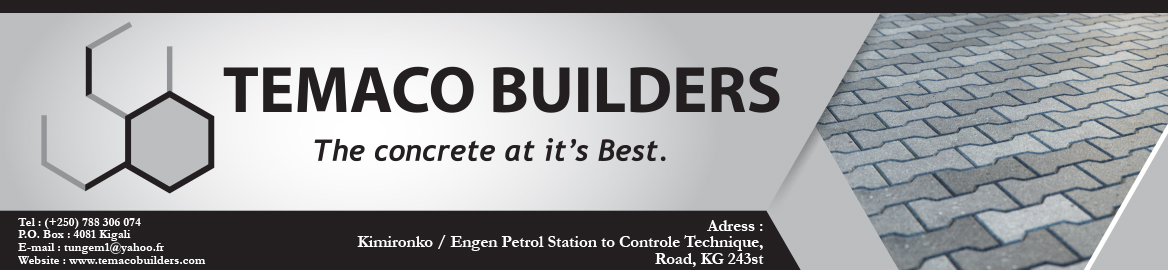 TEMACO BUILDERS
The concrete at it's Best.
Tel : (+250) 788 306 074
P.O. Box : 4081 Kigali
E-mail : tungem1@yahoo.fr
Website : www.temacobuilders.com
Adress :
Kimironko / Engen Petrol Station to Controle Technique,
Road, KG 243st